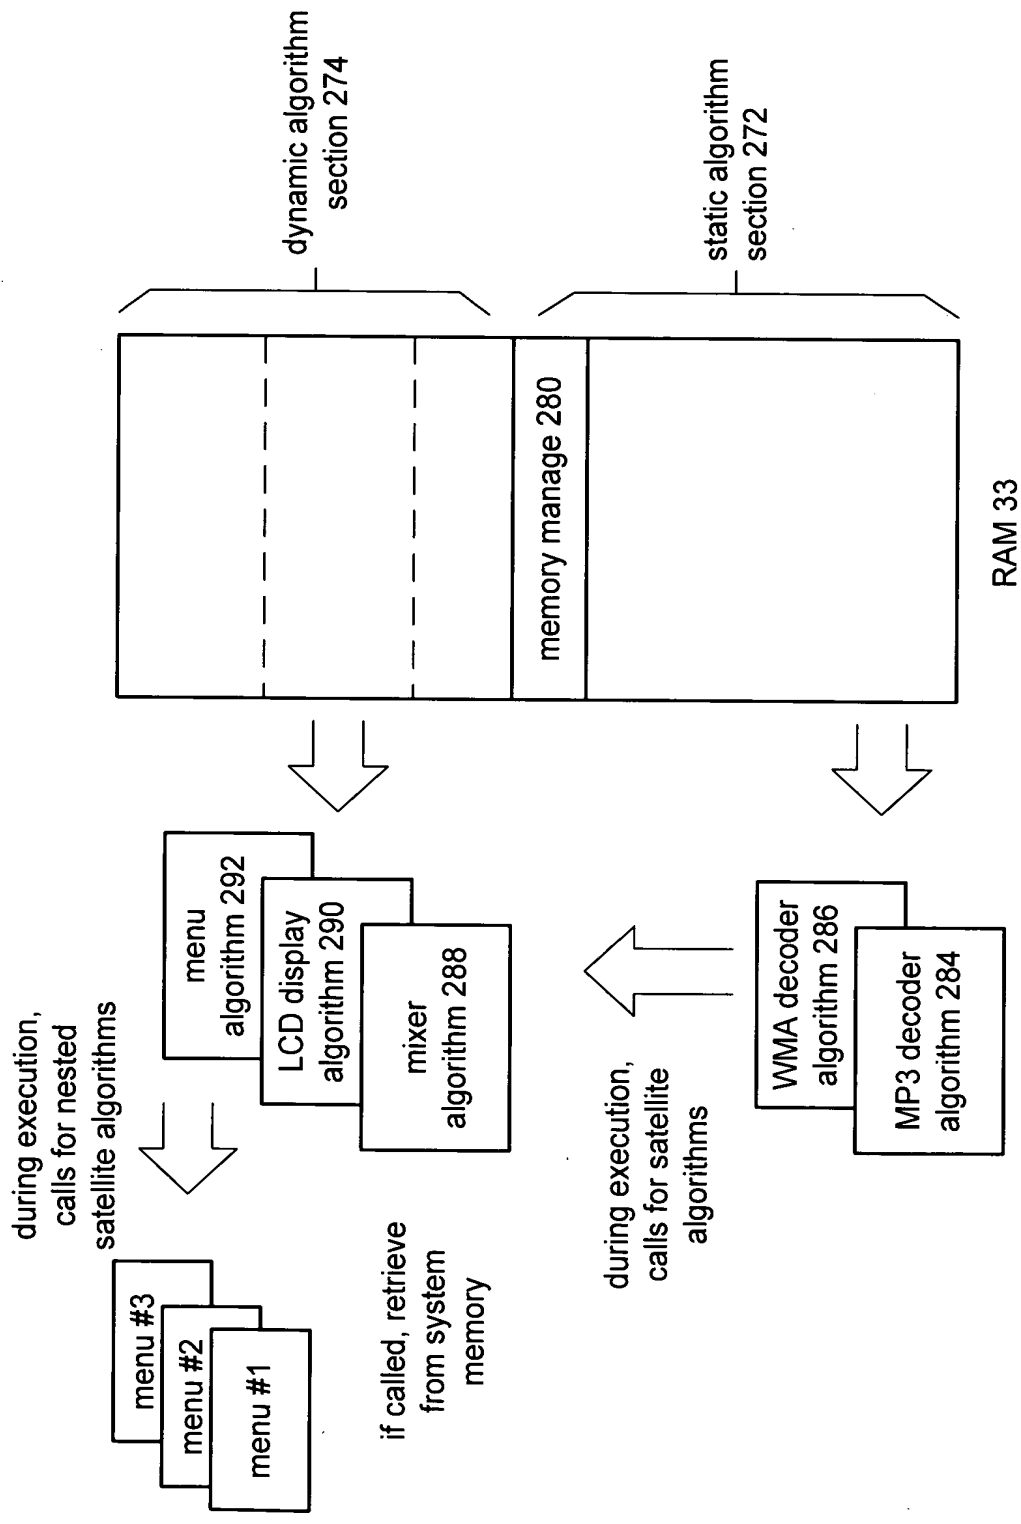 during execution,
calls for nested
satellite algorithms
menu #3
menu #2
menu #1
if called, retrieve
from system
memory
menu
algorithm 292
LCD display
algorithm 290
mixer
algorithm 288
during execution,
calls for satellite
algorithms
WMA decoder
algorithm 286
MP3 decoder
algorithm 284
dynamic algorithm
section 274
memory manage 280
static algorithm
section 272
RAM 33